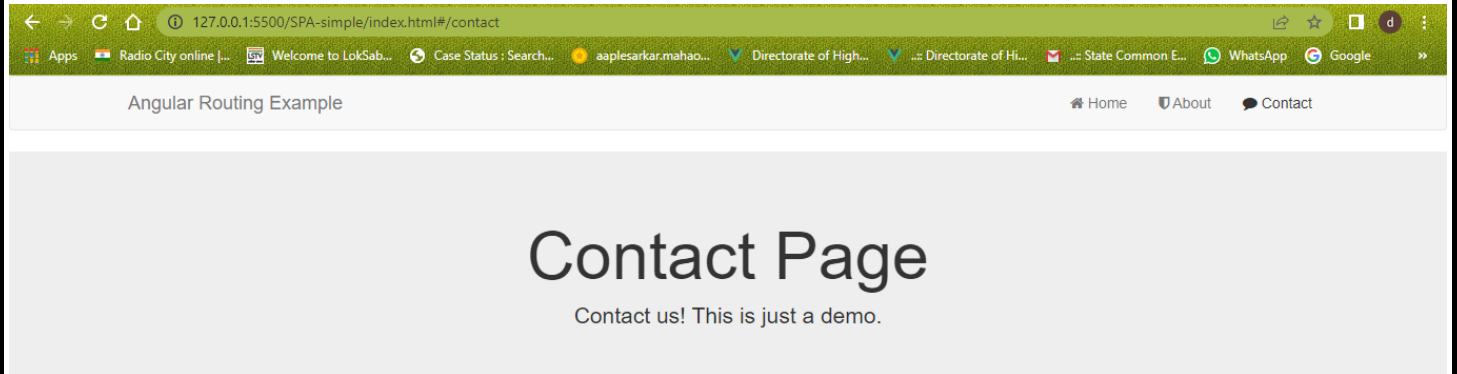 127.0.0.1:5500/SPA-simple/index.html#/contact
d
Apps Radio City online |... Welcome to LokSab... Case Status : Search... aaplesarkar.mahao... Directorate of High... ..:: Directorate of Hi... ..:: State Common E... WhatsApp Google »
Angular Routing Example Home About Contact
Contact Page
Contact us! This is just a demo.